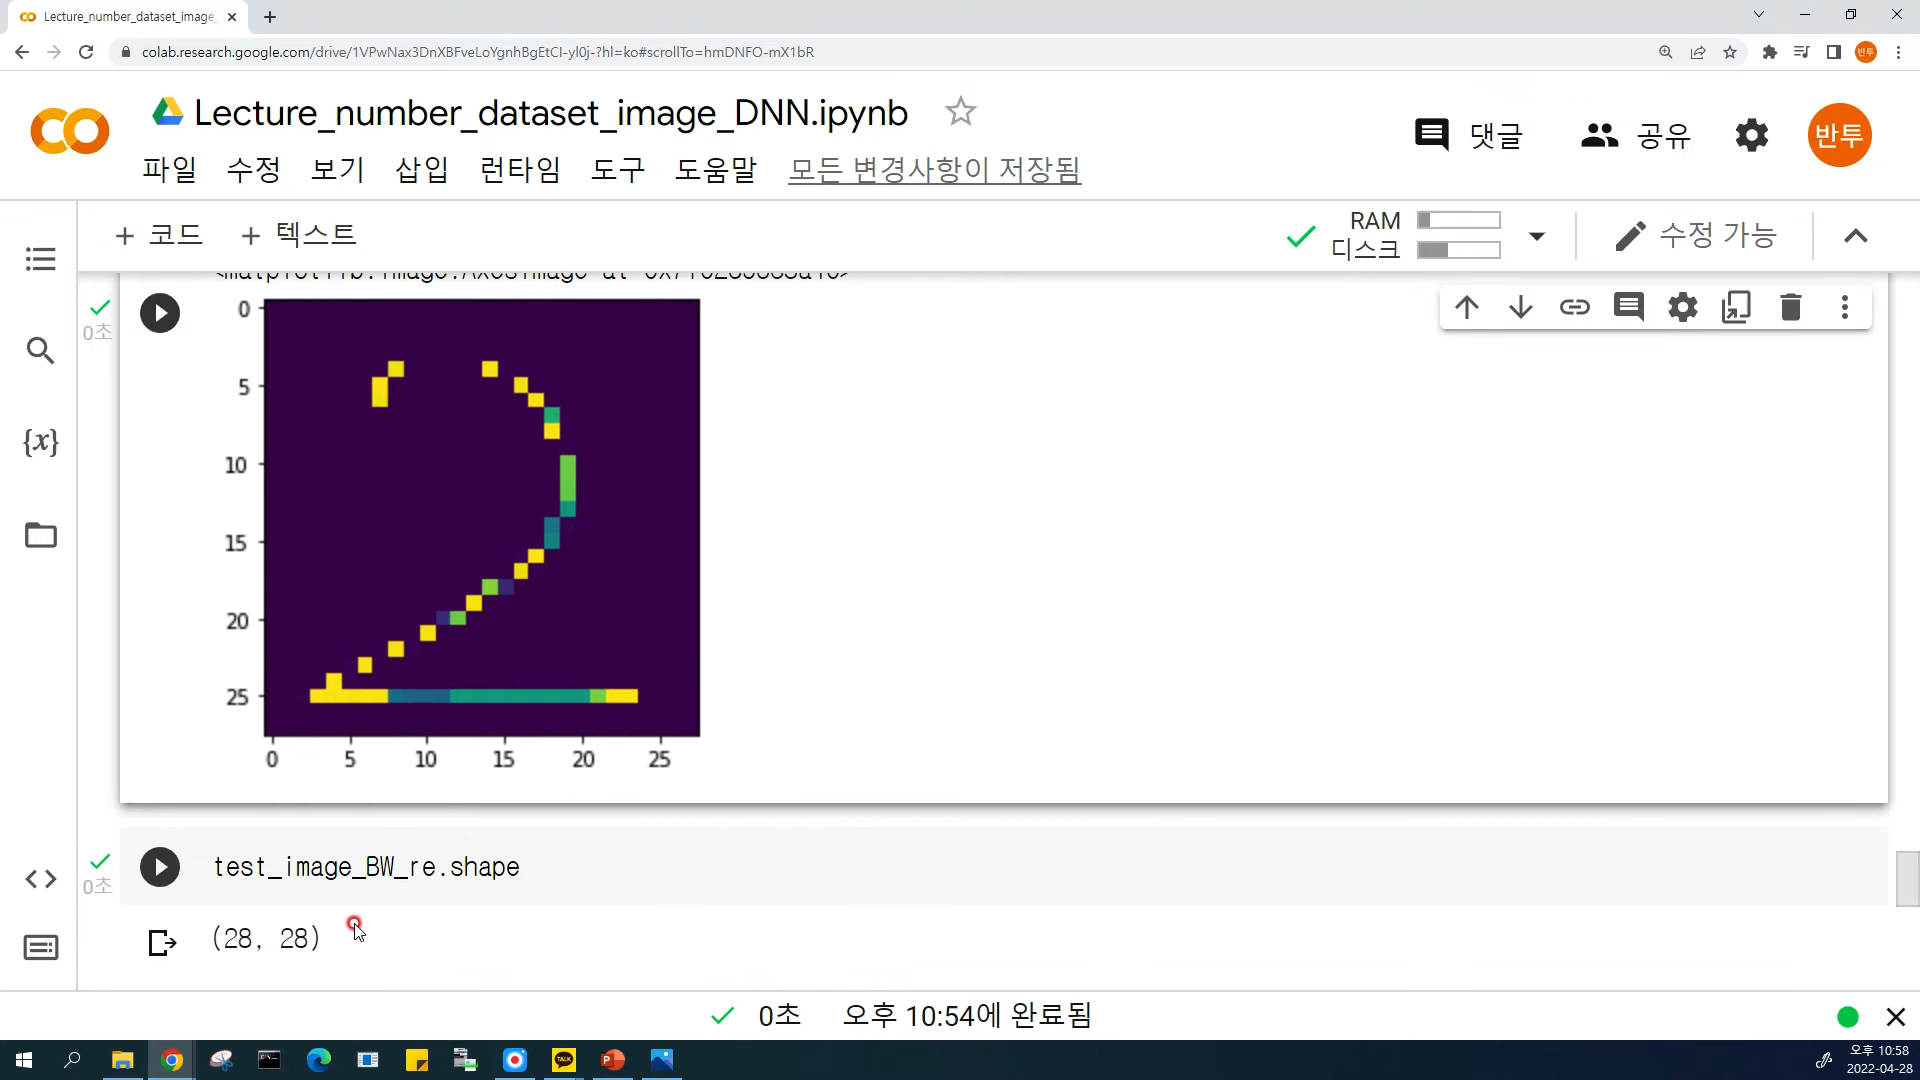 Lecture_number_dataset_image_
colab.research.google.com/drive/1VPwNax3DnXBFveLoYgnhBgEtCI-yl0j-?hl=ko#scrollTo=hmDNFO-mX1bR
반투
Lecture_number_dataset_image_DNN.ipynb
댓글
공유
반투
파일 수정 보기 삽입 런타임 도구 도움말 모든 변경사항이 저장됨
+ 코드 + 텍스트
RAM
디스크
수정 가능
{x}
0초
0
5
10
15
20
25
0 5 10 15 20 25
test_image_BW_re.shape
0초
(28, 28)
0초 오후 10:54에 완료됨
TALK
오후 10:58
2022-04-28